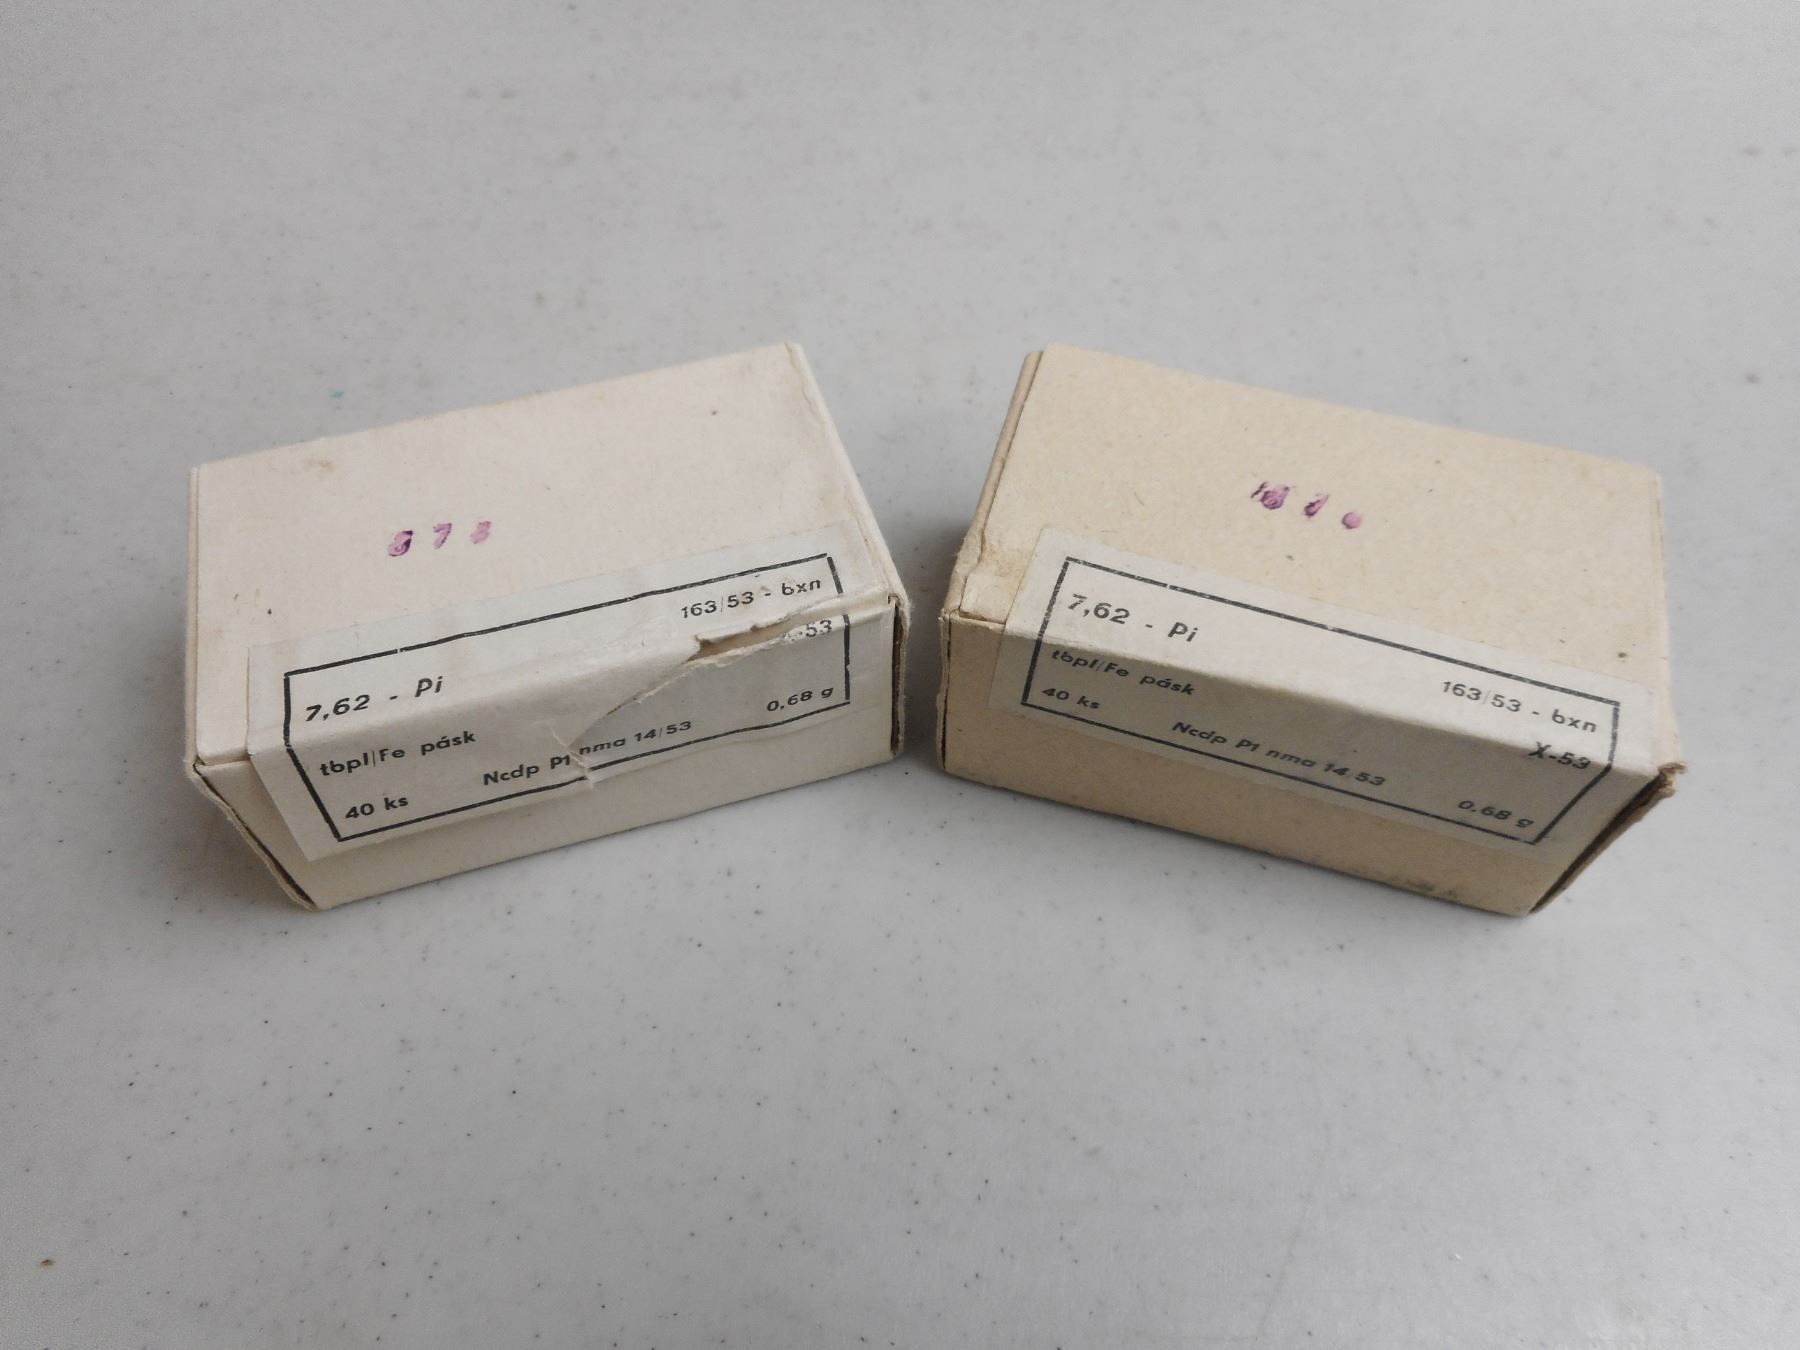 7,62 - Pi
163/53 - bxn
-53
tbpl/Fe pásk
40 ks
Ncdp P1 nma 14/53
0,68 g
7,62 - Pi
163/53 - bxn
X-53
tbpl/Fe pásk
40 ks
Ncdp P1 nma 14/53
0,68 g